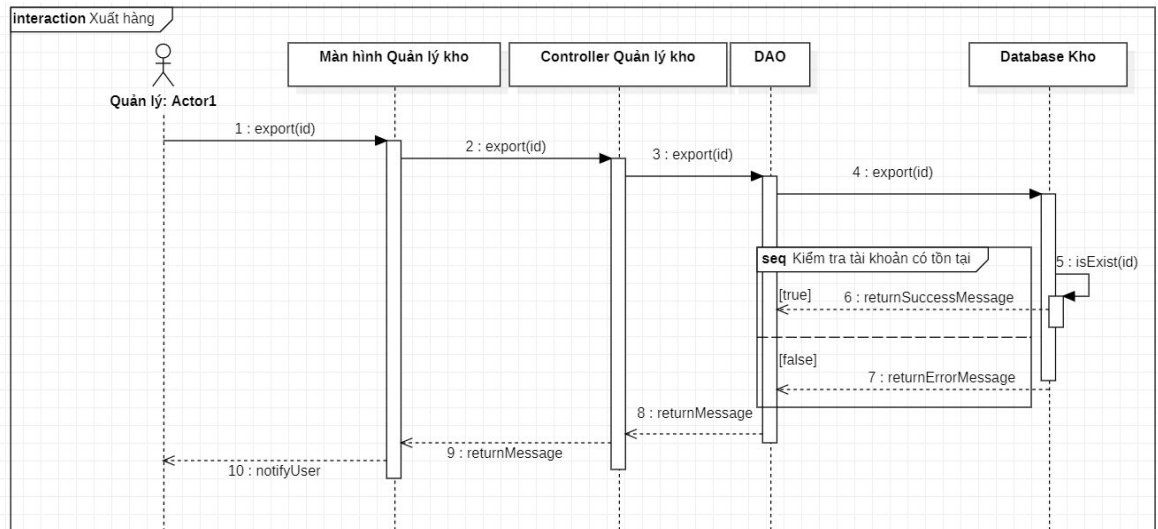 interaction Xuất hàng
Màn hình Quản lý kho
Controller Quản lý kho
DAO
Database Kho
Quản lý: Actor1
1 : export(id)
2 : export(id)
3 : export(id)
4 : export(id)
seq Kiểm tra tài khoản có tồn tại
5 : isExist(id)
[true]
6 : returnSuccessMessage
[false]
7 : returnErrorMessage
8 : returnMessage
9 : returnMessage
10 : notifyUser